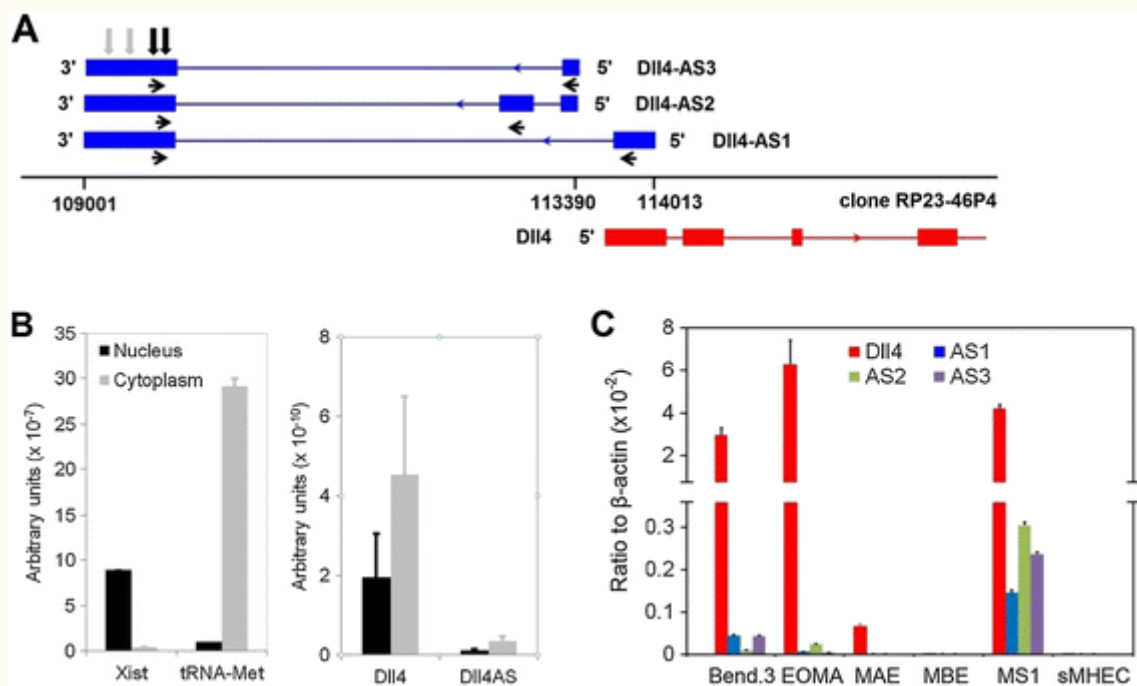 A
3' 5' Dll4-AS3
3' 5' Dll4-AS2
3' 5' Dll4-AS1
109001 113390 114013 clone RP23-46P4
Dll4 5'
B
Arbitrary units (x 10⁻⁷)
35
30
25
20
15
10
5
0
Nucleus
Cytoplasm
Xist tRNA-Met
Arbitrary units (x 10⁻¹⁰)
8
6
4
2
0
Dll4 Dll4AS
C
Ratio to β-actin (x10⁻²)
8
6
4
2
0.3
0.2
0.1
0
Dll4 AS1
AS2 AS3
Bend.3 EOMA MAE MBE MS1 sMHEC